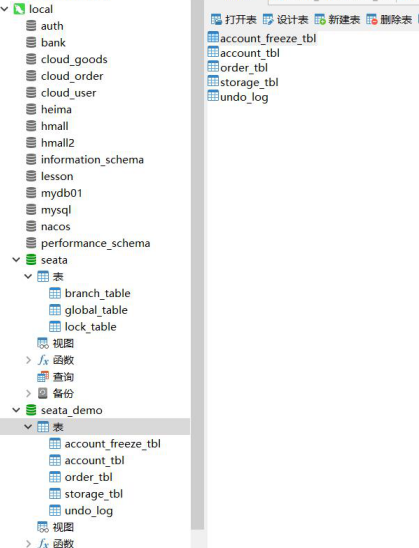 local
auth
bank
cloud_goods
cloud_order
cloud_user
heima
hmall
hmall2
information_schema
lesson
mydb01
mysql
nacos
performance_schema
seata
表
branch_table
global_table
lock_table
视图
fx 函数
查询
备份
seata_demo
表
account_freeze_tbl
account_tbl
order_tbl
storage_tbl
undo_log
视图
fx 函数
打开表 设计表 新建表 删除表
account_freeze_tbl
account_tbl
order_tbl
storage_tbl
undo_log